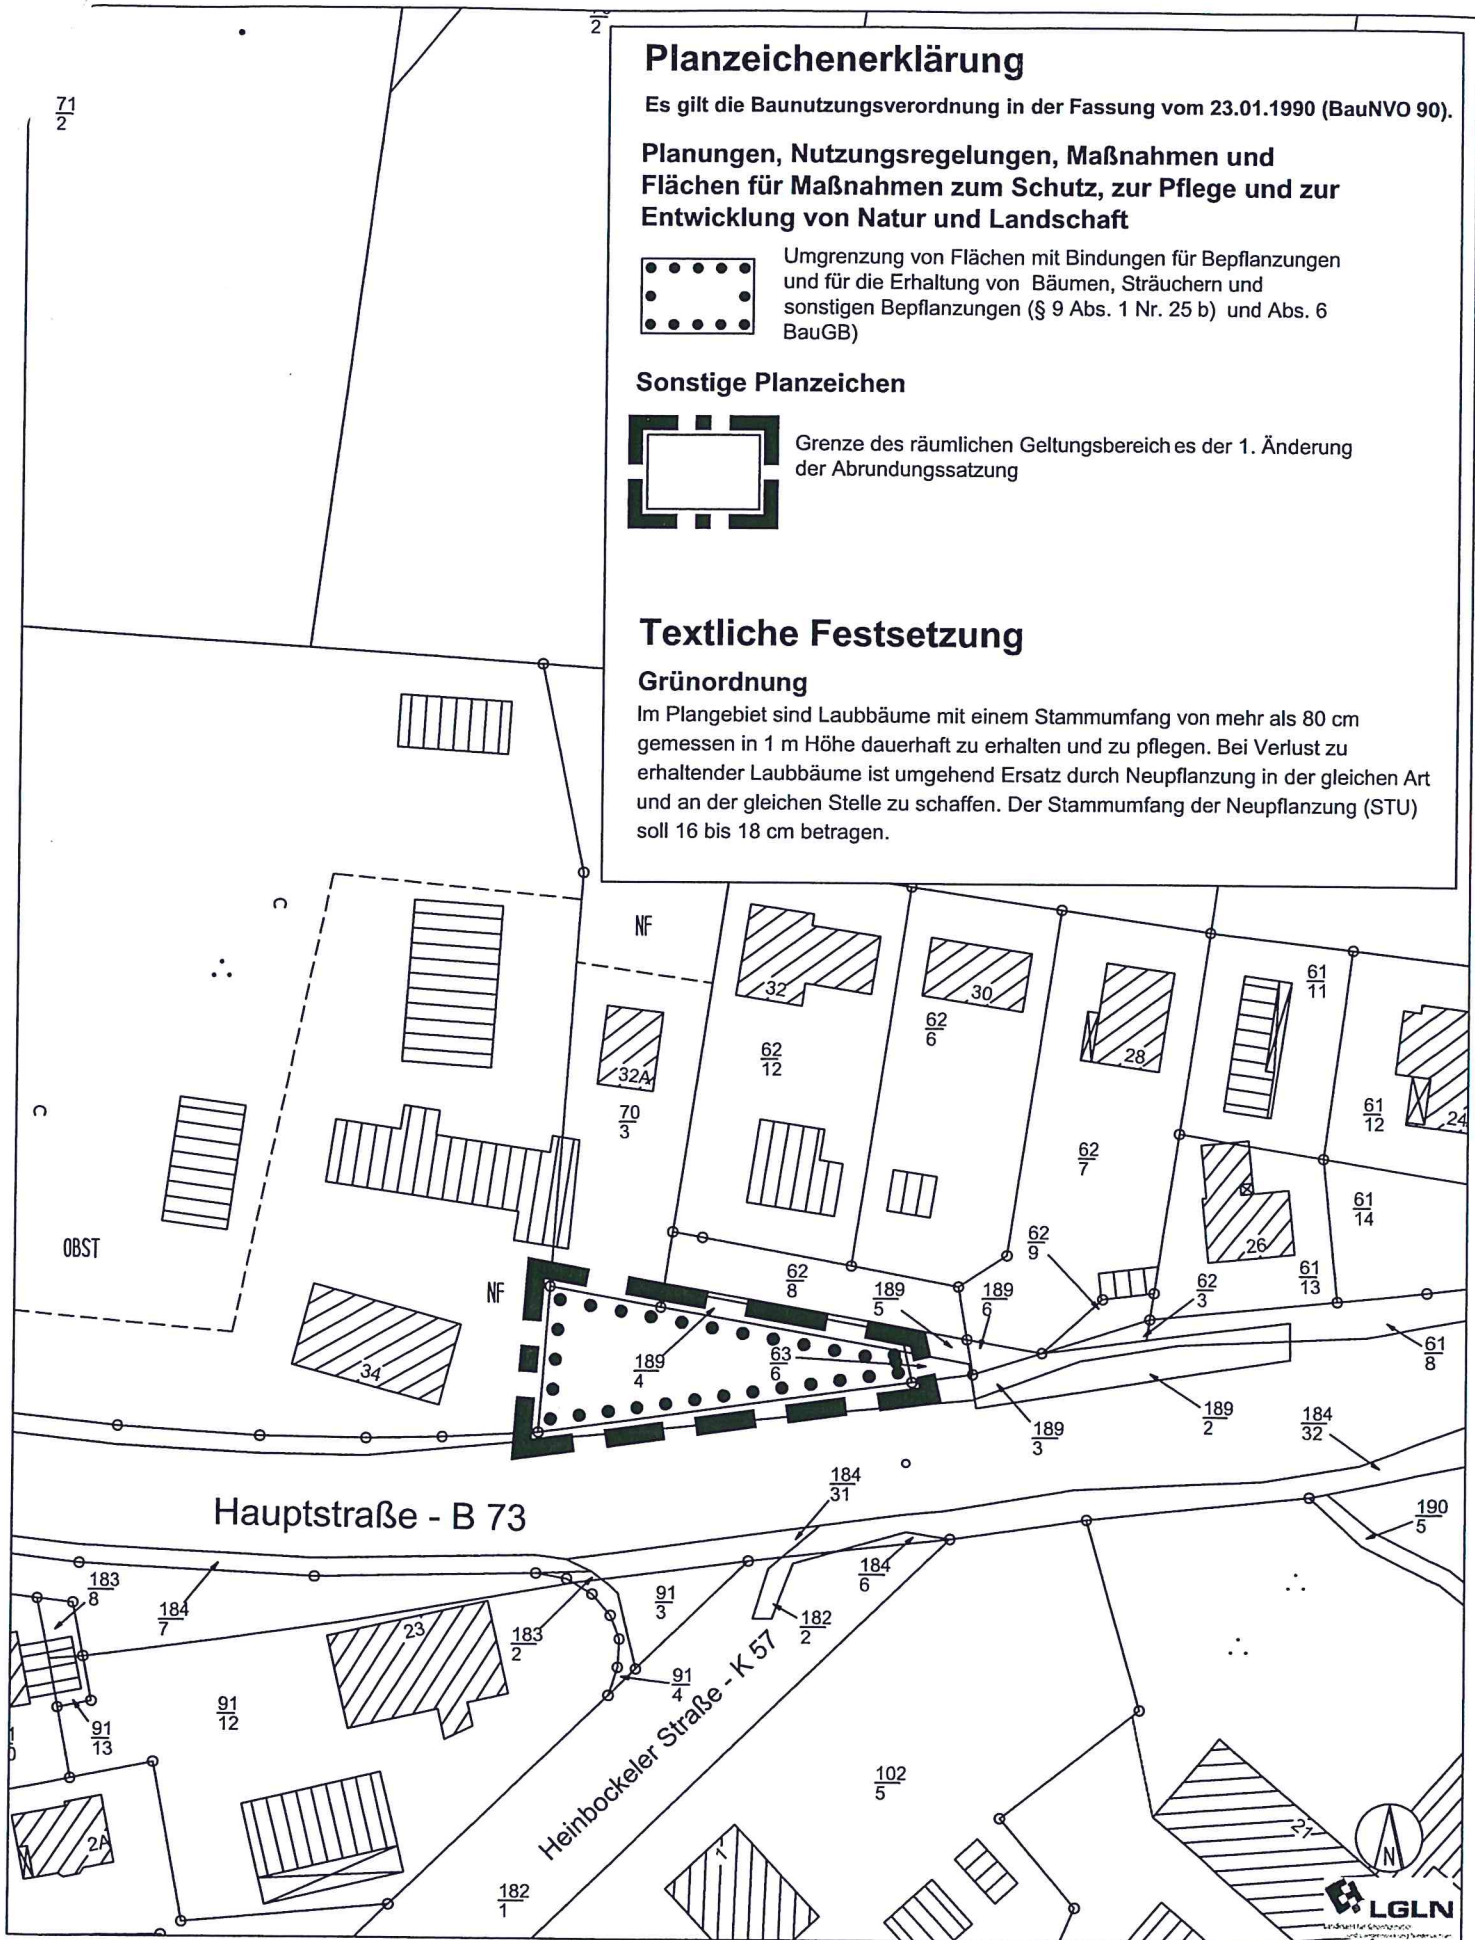 2
71
2
Planzeichenerklärung
Es gilt die Baunutzungsverordnung in der Fassung vom 23.01.1990 (BauNVO 90).
Planungen, Nutzungsregelungen, Maßnahmen und
Flächen für Maßnahmen zum Schutz, zur Pflege und zur
Entwicklung von Natur und Landschaft
Umgrenzung von Flächen mit Bindungen für Bepflanzungen
und für die Erhaltung von Bäumen, Sträuchern und
sonstigen Bepflanzungen (§ 9 Abs. 1 Nr. 25 b) und Abs. 6
BauGB)
Sonstige Planzeichen
Grenze des räumlichen Geltungsbereiches der 1. Änderung
der Abrundungssatzung
Textliche Festsetzung
Grünordnung
Im Plangebiet sind Laubbäume mit einem Stammumfang von mehr als 80 cm
gemessen in 1 m Höhe dauerhaft zu erhalten und zu pflegen. Bei Verlust zu
erhaltender Laubbäume ist umgehend Ersatz durch Neupflanzung in der gleichen Art
und an der gleichen Stelle zu schaffen. Der Stammumfang der Neupflanzung (STU)
soll 16 bis 18 cm betragen.
NF
32
30
61
11
62
6
28
62
12
32A
70
3
61
12
24
62
7
61
14
OBST
62
9
26
61
13
NF
62
8
189
5
189
6
62
3
34
189
4
63
6
61
8
189
3
189
2
184
32
184
31
Hauptstraße - B 73
190
5
183
8
184
7
184
6
91
3
23
183
2
182
2
91
4
91
12
91
13
Heinbockeler Straße - K 57
102
5
2A
1
21
N
182
1
LGLN